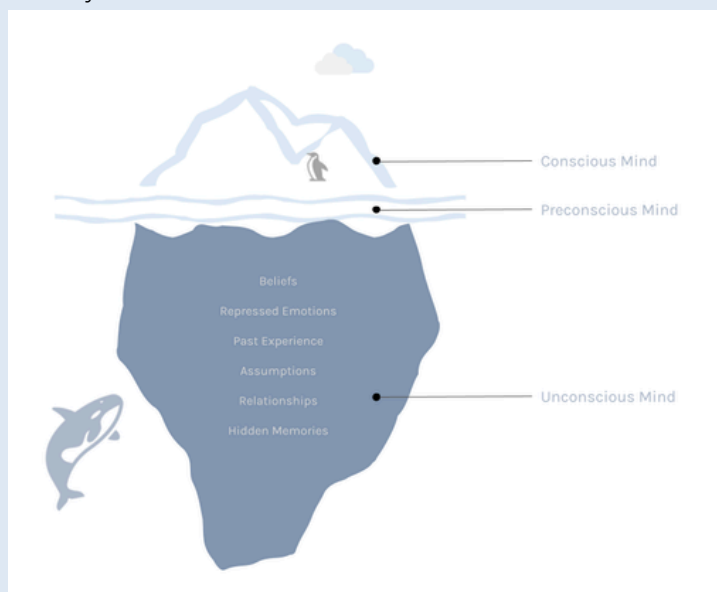 Conscious Mind
Preconscious Mind
Beliefs
Repressed Emotions
Past Experience
Assumptions
Relationships
Hidden Memories
Unconscious Mind